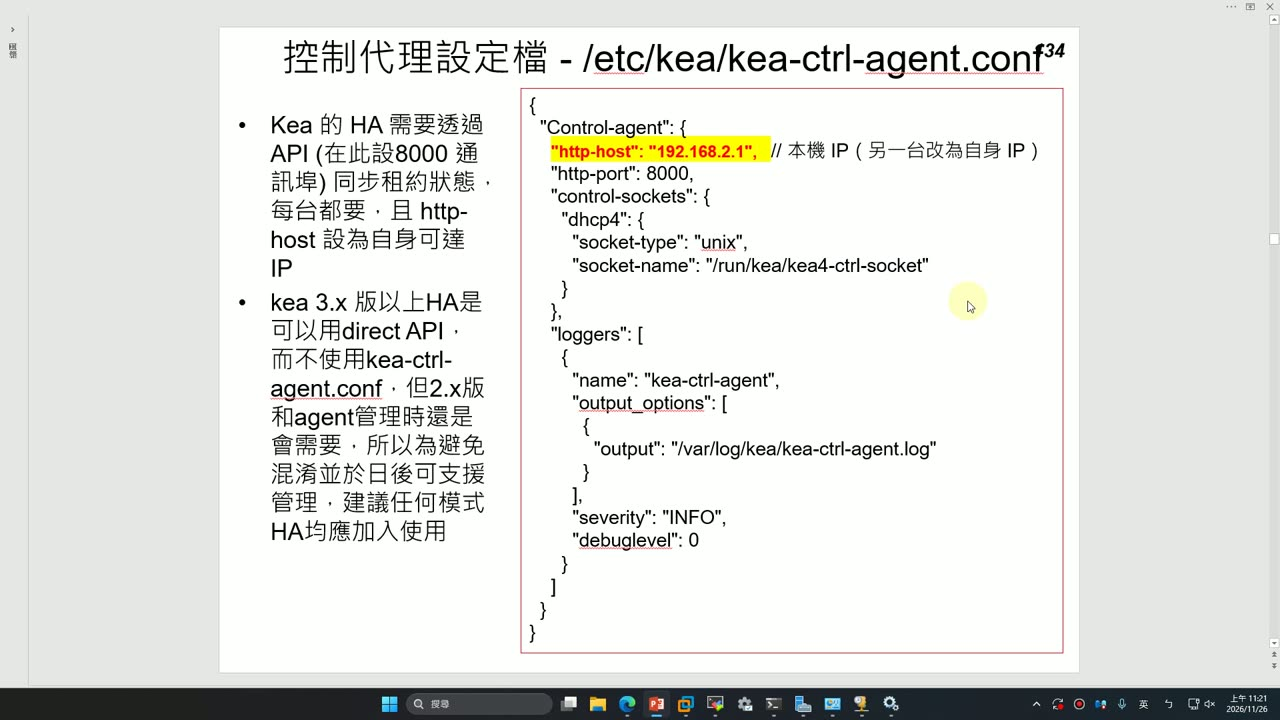 控制代理設定檔 - /etc/kea/kea-ctrl-agent.conf
34
• Kea 的 HA 需要透過
API (在此設8000 通
訊埠) 同步租約狀態，
每台都要，且 http-
host 設為自身可達
IP
• kea 3.x 版以上HA是
可以用direct API，
而不使用kea-ctrl-
agent.conf，但2.x版
和agent管理時還是
會需要，所以為避免
混淆並於日後可支援
管理，建議任何模式
HA均應加入使用
{
"Control-agent": {
"http-host": "192.168.2.1", // 本機 IP ( 另一台改為自身 IP )
"http-port": 8000,
"control-sockets": {
"dhcp4": {
"socket-type": "unix",
"socket-name": "/run/kea/kea4-ctrl-socket"
}
},
"loggers": [
{
"name": "kea-ctrl-agent",
"output_options": [
{
"output": "/var/log/kea/kea-ctrl-agent.log"
}
],
"severity": "INFO",
"debuglevel": 0
}
]
}
}
搜尋
英
上午 11:21
2026/11/26